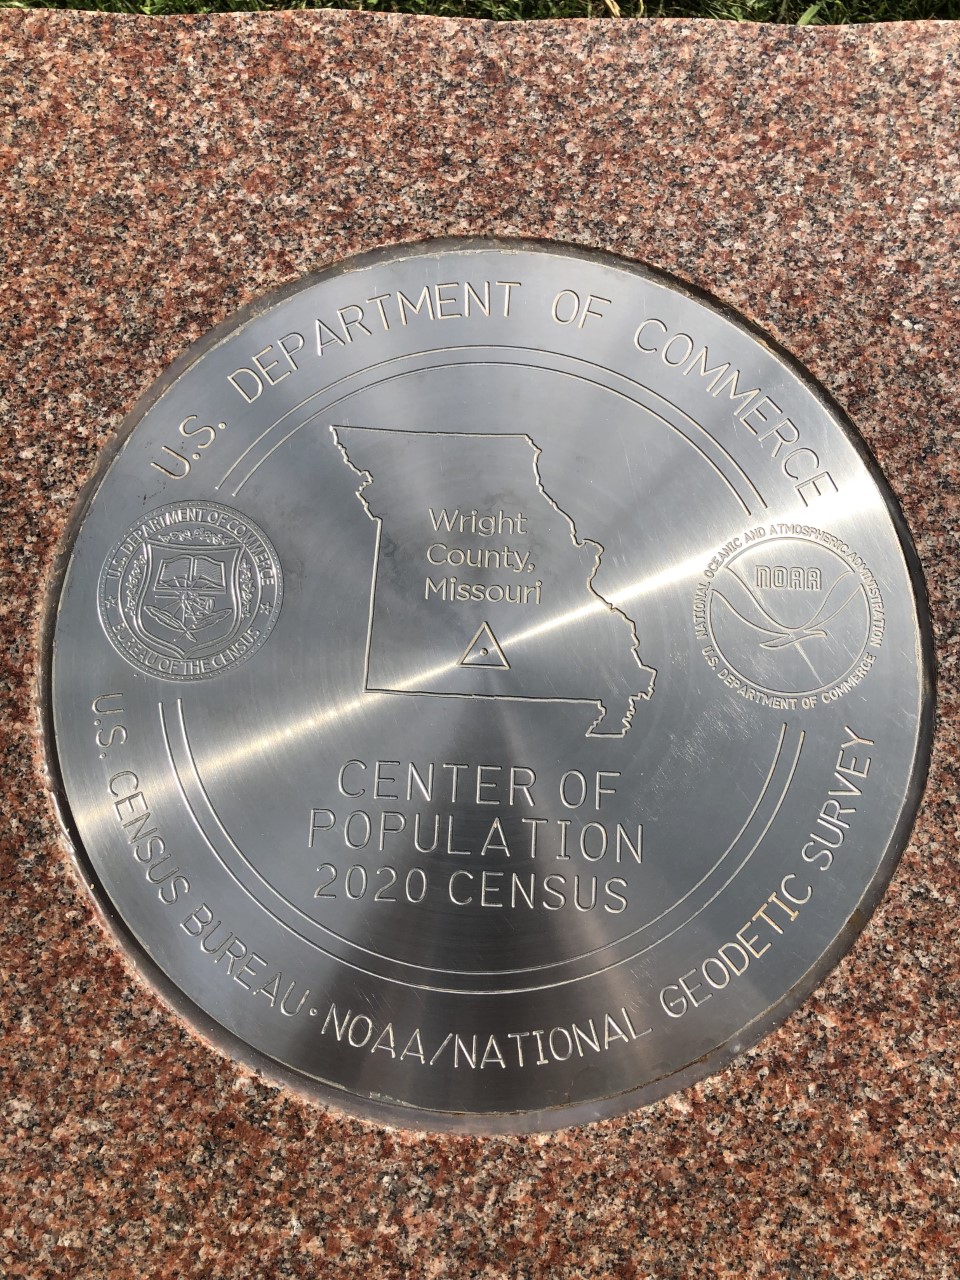 U.S. DEPARTMENT OF COMMERCE
U.S. DEPARTMENT OF COMMERCE
BUREAU OF THE CENSUS
Wright
County,
Missouri
NATIONAL OCEANIC AND ATMOSPHERIC ADMINISTRATION
NOAA
U.S. DEPARTMENT OF COMMERCE
CENTER OF
POPULATION
2020 CENSUS
U.S. CENSUS BUREAU · NOAA/NATIONAL GEODETIC SURVEY